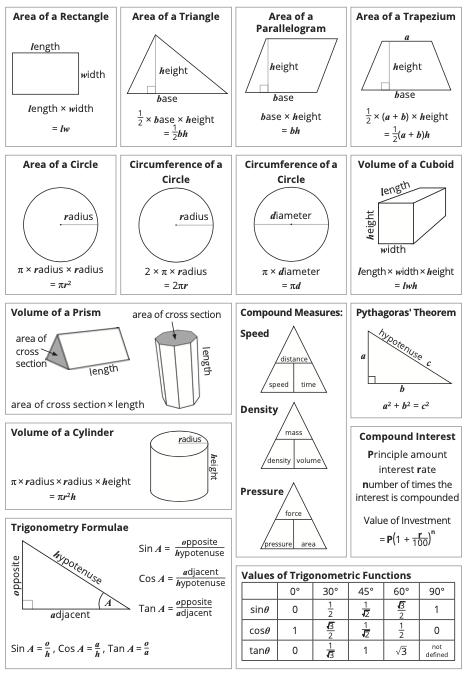 Area of a Rectangle
length
width
length × width
= lw
Area of a Triangle
height
base
1/2 × base × height
= 1/2bh
Area of a
Parallelogram
height
base
base × height
= bh
Area of a Trapezium
a
height
base
1/2 × (a + b) × height
= 1/2(a + b)h
Area of a Circle
radius
π × radius × radius
= πr²
Circumference of a
Circle
radius
2 × π × radius
= 2πr
Circumference of a
Circle
diameter
π × diameter
= πd
Volume of a Cuboid
length
height
width
length × width × height
= lwh
Volume of a Prism
area of cross section
area of
cross
section
length
length
area of cross section × length
Volume of a Cylinder
radius
height
π × radius × radius × height
= πr²h
Trigonometry Formulae
opposite
hypotenuse
A
adjacent
Sin A = opposite/hypotenuse
Cos A = adjacent/hypotenuse
Tan A = opposite/adjacent
Sin A = o/h, Cos A = a/h, Tan A = o/a
Compound Measures:
Speed
distance
speed time
Density
mass
density volume
Pressure
force
pressure area
Pythagoras' Theorem
hypotenuse
a
c
b
a² + b² = c²
Compound Interest
Principle amount
interest rate
number of times the
interest is compounded
Value of Investment
= P(1 + r/100)ⁿ
Values of Trigonometric Functions
0° 30° 45° 60° 90°
sinθ 0 1/2 1/√2 √3/2 1
cosθ 1 √3/2 1/√2 1/2 0
tanθ 0 1/√3 1 √3 not defined